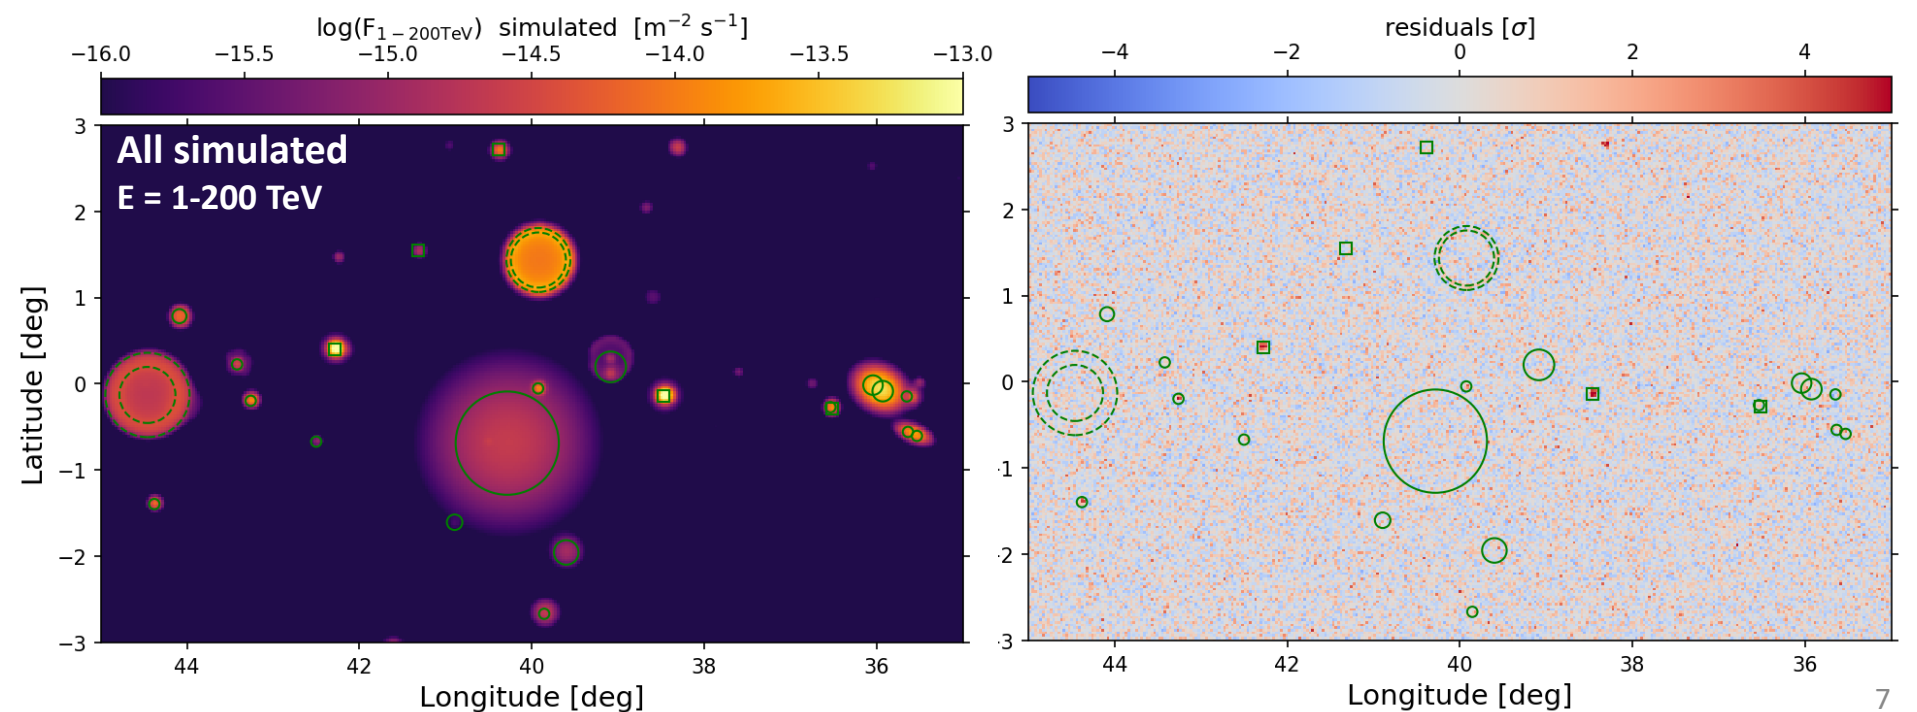 log(F1−200TeV) simulated [m−2 s−1]
−16.0 −15.5 −15.0 −14.5 −14.0 −13.5 −13.0
All simulated
E = 1-200 TeV
3
2
1
0
−1
−2
−3
Latitude [deg]
44 42 40 38 36
Longitude [deg]
residuals [σ]
−4 −2 0 2 4
3
2
1
0
·1
·2
·3
44 42 40 38 36
Longitude [deg]
7